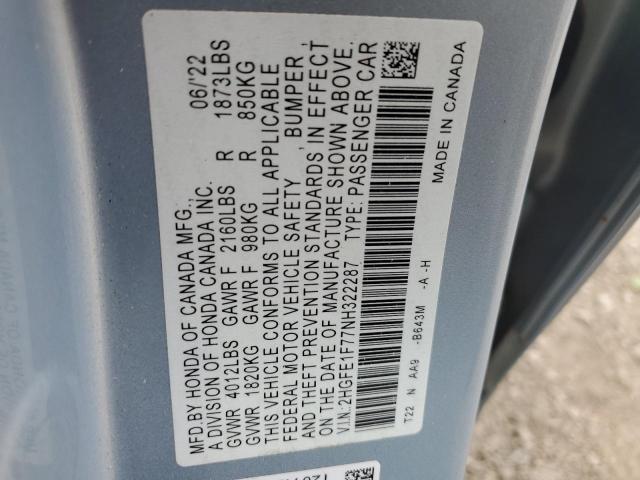 MFD.BY HONDA OF CANADA MFG., 06/'22
A DIVISION OF HONDA CANADA INC.
GVWR 4012LBS GAWR F 2160LBS R 1873LBS
GVWR 1820KG GAWR F 980KG R 850KG
THIS VEHICLE CONFORMS TO ALL APPLICABLE
FEDERAL MOTOR VEHICLE SAFETY , BUMPER ,
AND THEFT PREVENTION STANDARDS IN EFFECT
ON THE DATE OF MANUFACTURE SHOWN ABOVE.
V.I.N.:2HGFE1F77NH322287 TYPE: PASSENGER CAR
T22 N AA9 -B643M -A -H
MADE IN CANADA